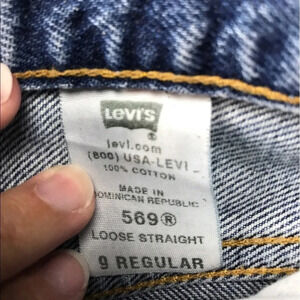 Levi's
levi.com
(800) USA-LEVI
100% COTTON
MADE IN
DOMINICAN REPUBLIC
569®
LOOSE STRAIGHT
9 REGULAR